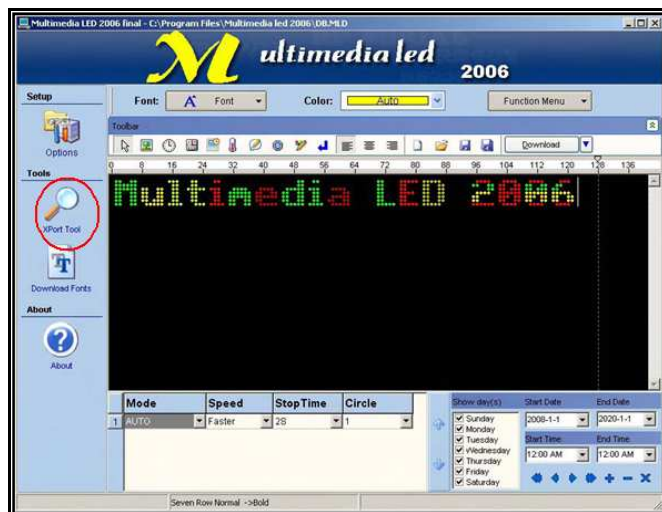 Multimedia LED 2006 final - C:\Program Files\Multimedia led 2006\DB.MLD
Multimedia led
2006
Setup
Options
Tools
XPort Tool
Download Fonts
About
About
Font: A Font
Color: Auto
Function Menu
Toolbar
Download
0 8 16 24 32 40 48 56 64 72 80 88 96 104 112 120 128 136
Multimedia LED 2006
Mode Speed StopTime Circle
1 AUTO Faster 2S 1
Show day(s)
Sunday
Monday
Tuesday
Wednesday
Thursday
Friday
Saturday
Start Date End Date
2008-1-1 2020-1-1
Start Time End Time
12:00 AM 12:00 AM
Seven Row Normal ->Bold